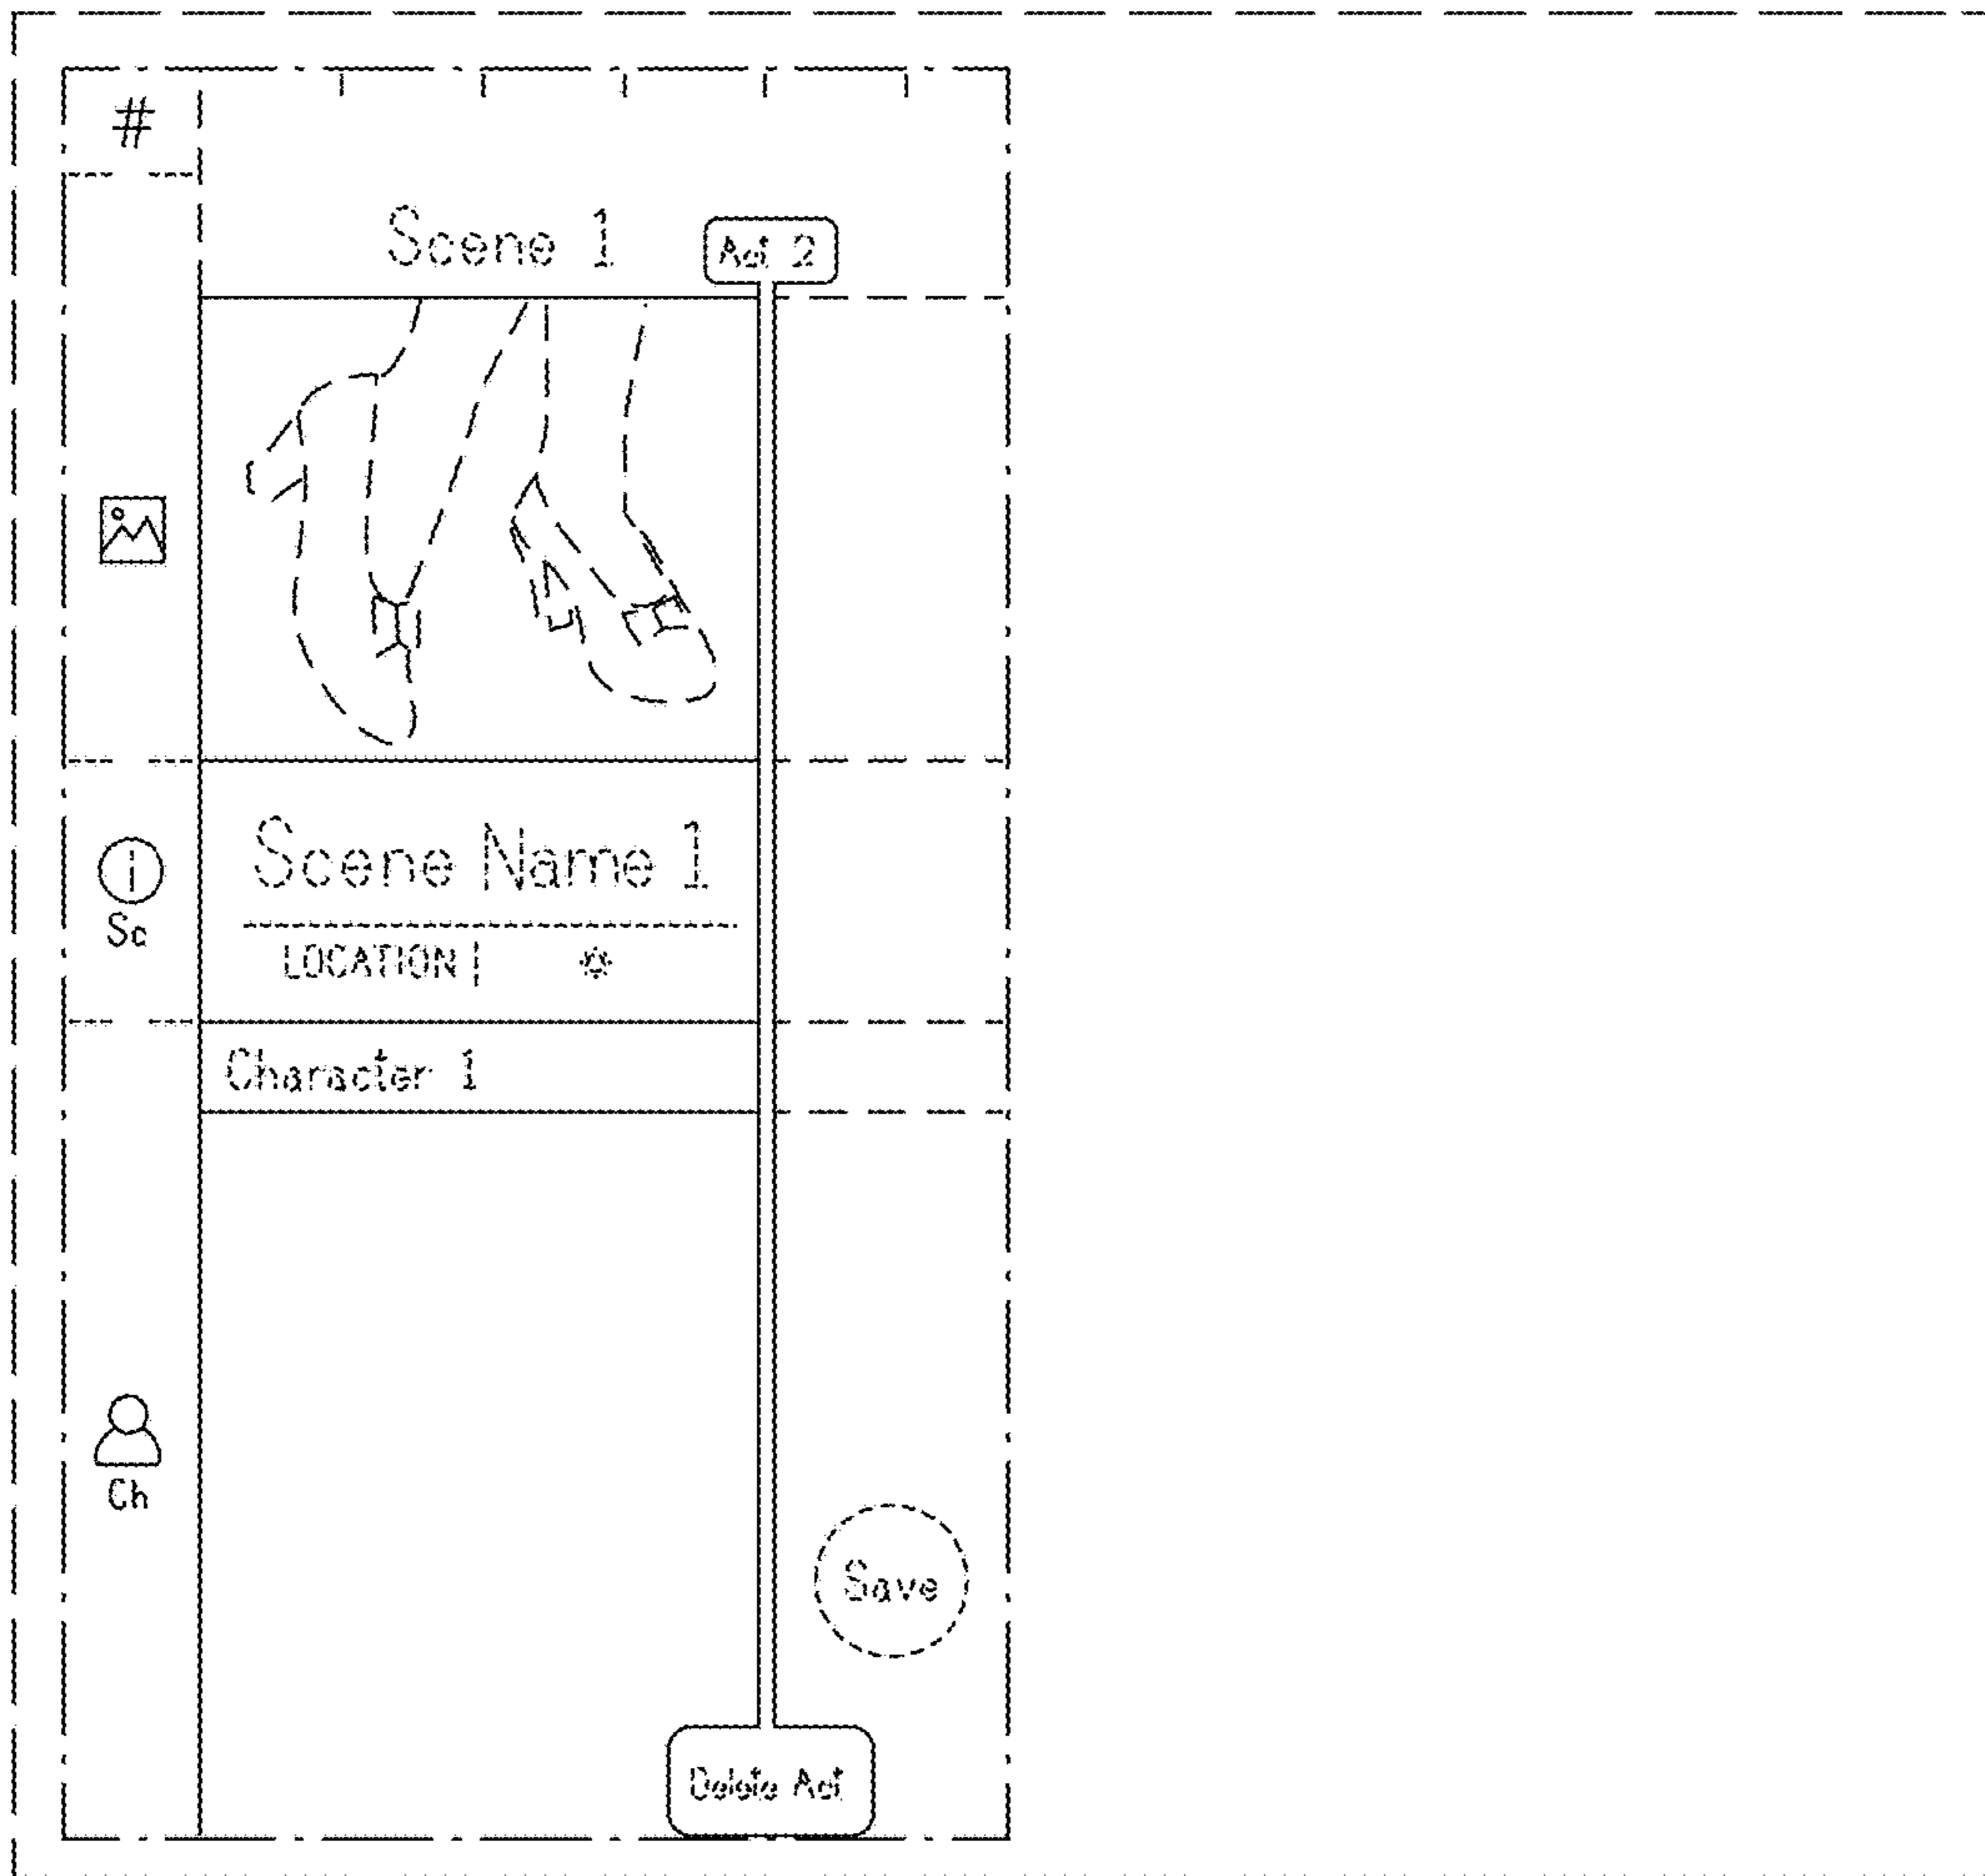 #
Scene 1
Act 2
Scene Name 1
Sc
LOCATION |
Character 1
Ch
Save
Delete Act